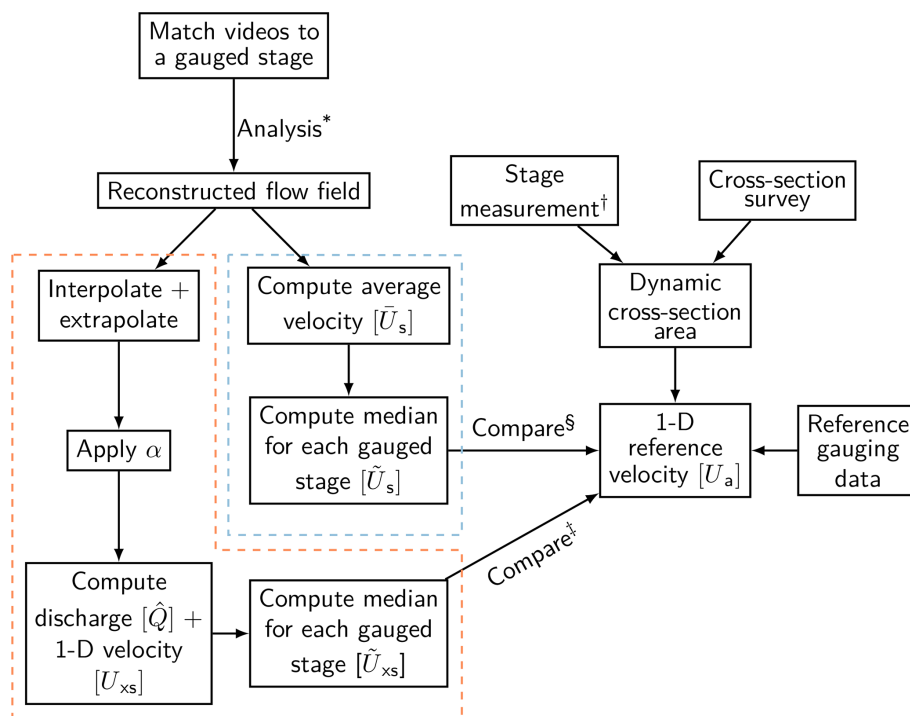 Match videos to
a gauged stage
Analysis*
Reconstructed flow field
Stage
measurement†
Cross-section
survey
Interpolate +
extrapolate
Compute average
velocity [Ū_s]
Dynamic
cross-section
area
Apply α
Compute median
for each gauged
stage [Ũ_s]
Compare§
1-D
reference
velocity [U_a]
Reference
gauging
data
Compute
discharge [Q̂] +
1-D velocity
[U_xs]
Compute median
for each gauged
stage [Ũ_xs]
Compare‡